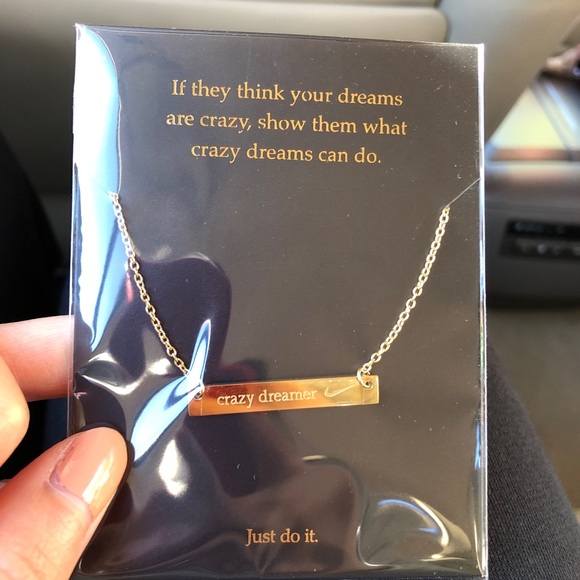 If they think your dreams
are crazy, show them what
crazy dreams can do.
crazy dreamer
Just do it.